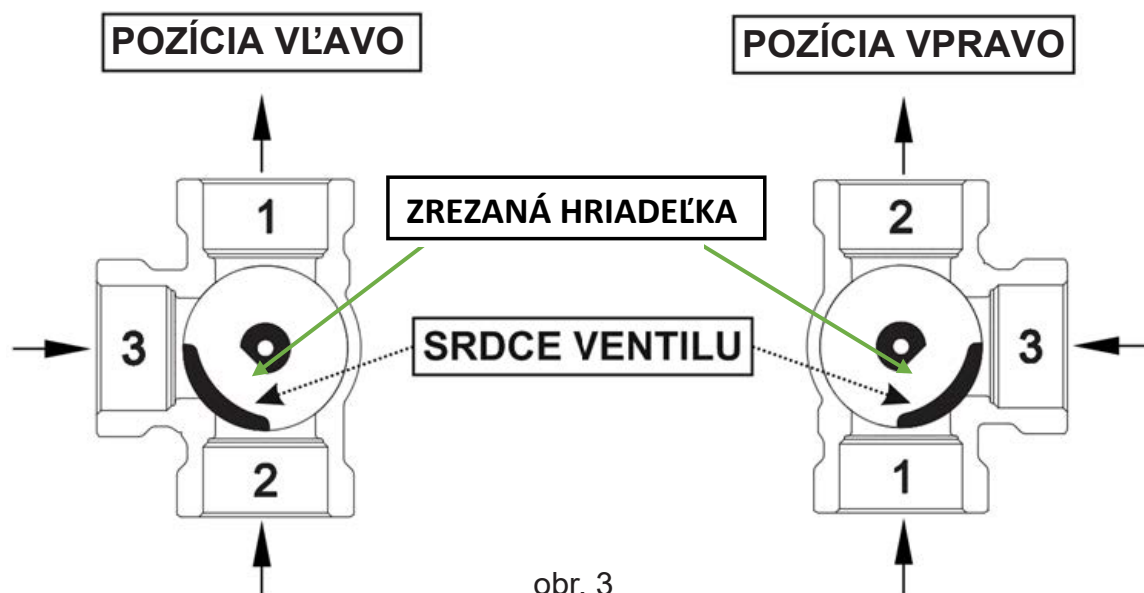 POZÍCIA VĽAVO
POZÍCIA VPRAVO
1
2
ZREZANÁ HRIADEĽKA
3
SRDCE VENTILU
3
2
1
obr. 3